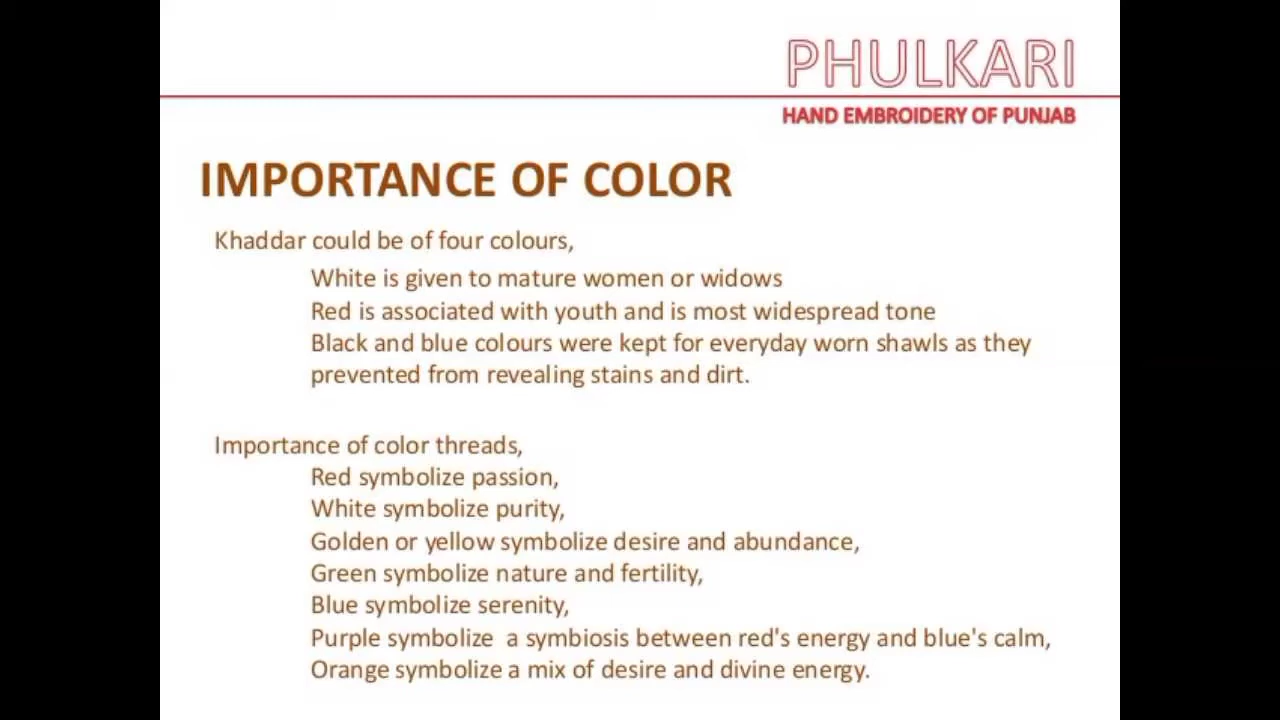 PHULKARI
HAND EMBROIDERY OF PUNJAB
IMPORTANCE OF COLOR
Khaddar could be of four colours,
White is given to mature women or widows
Red is associated with youth and is most widespread tone
Black and blue colours were kept for everyday worn shawls as they
prevented from revealing stains and dirt.
Importance of color threads,
Red symbolize passion,
White symbolize purity,
Golden or yellow symbolize desire and abundance,
Green symbolize nature and fertility,
Blue symbolize serenity,
Purple symbolize  a symbiosis between red's energy and blue's calm,
Orange symbolize a mix of desire and divine energy.